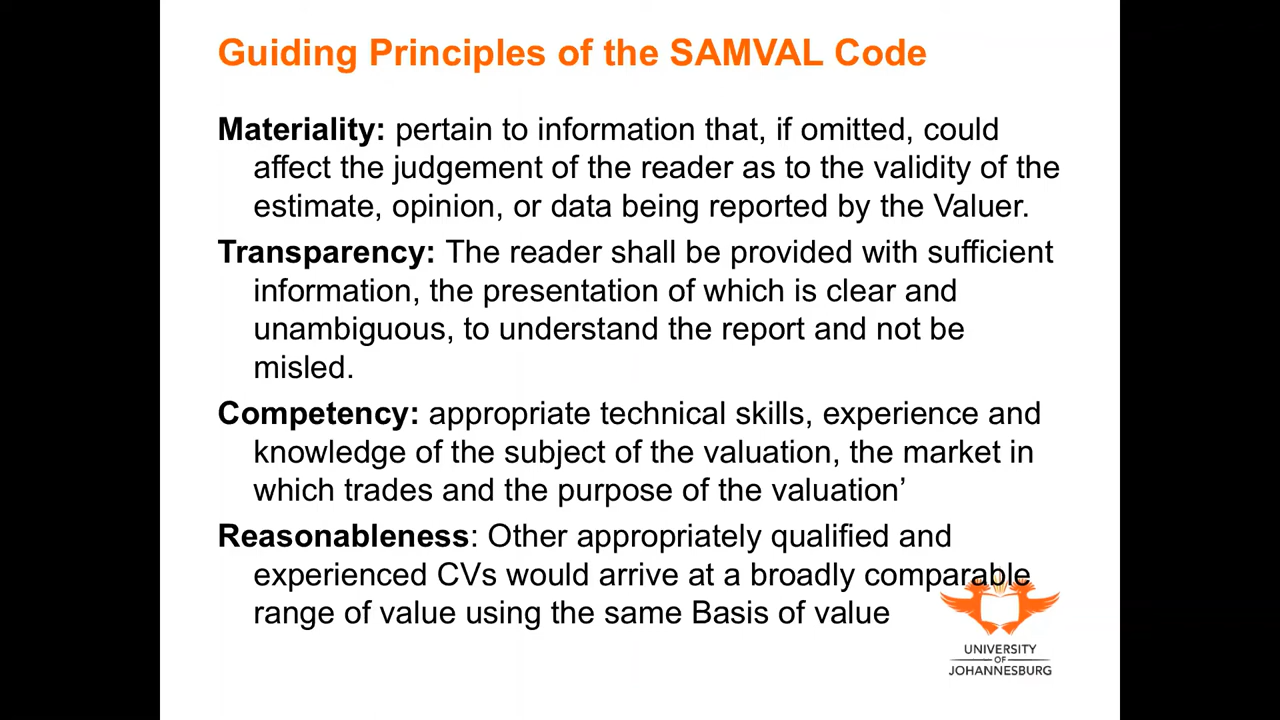 Guiding Principles of the SAMVAL Code
Materiality: pertain to information that, if omitted, could
affect the judgement of the reader as to the validity of the
estimate, opinion, or data being reported by the Valuer.
Transparency: The reader shall be provided with sufficient
information, the presentation of which is clear and
unambiguous, to understand the report and not be
misled.
Competency: appropriate technical skills, experience and
knowledge of the subject of the valuation, the market in
which trades and the purpose of the valuation’
Reasonableness: Other appropriately qualified and
experienced CVs would arrive at a broadly comparable
range of value using the same Basis of value
UNIVERSITY
OF
JOHANNESBURG